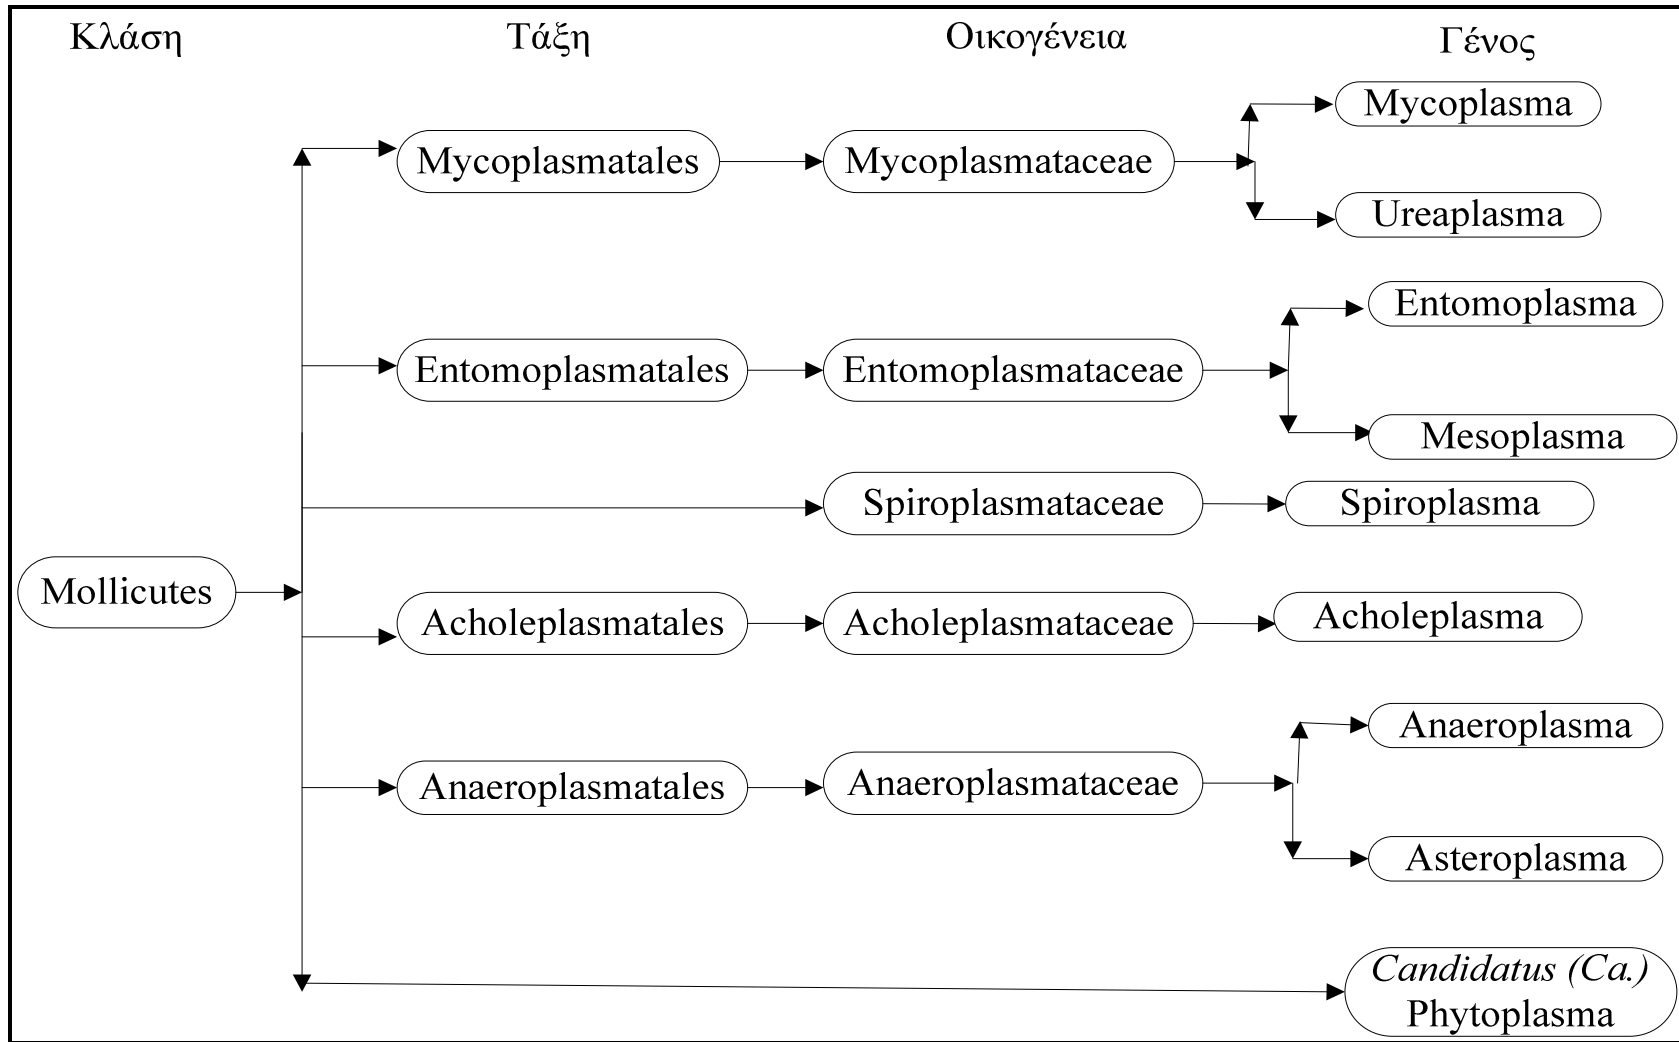 Κλάση Τάξη Οικογένεια Γένος
Mycoplasma
Mycoplasmatales Mycoplasmataceae
Ureaplasma
Entomoplasma
Entomoplasmatales Entomoplasmataceae
Mesoplasma
Spiroplasmataceae Spiroplasma
Mollicutes
Acholeplasmatales Acholeplasmataceae Acholeplasma
Anaeroplasma
Anaeroplasmatales Anaeroplasmataceae
Asteroplasma
Candidatus (Ca.)
Phytoplasma